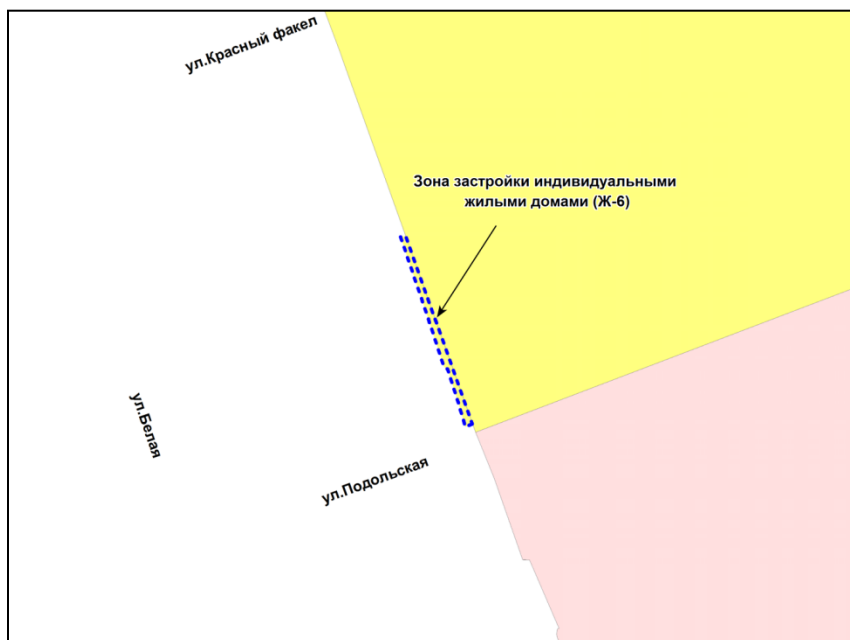 ул.Красный факел
Зона застройки индивидуальными
жилыми домами (Ж-6)
ул.Белая
ул.Подольская